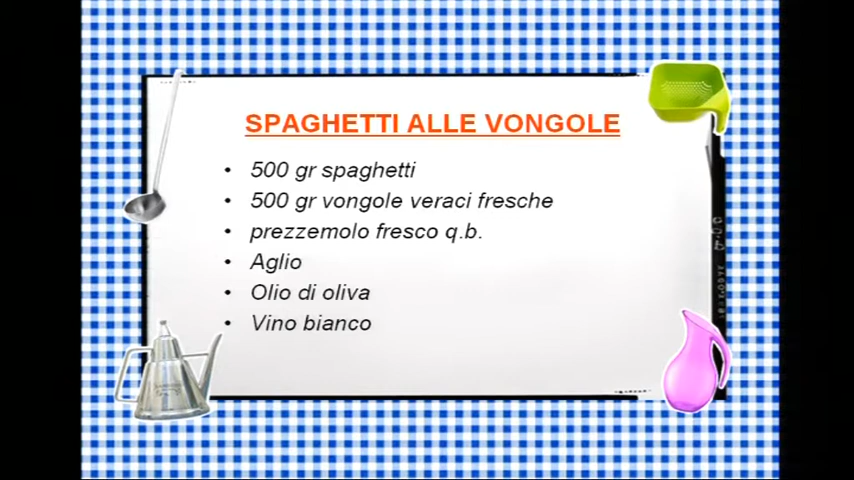 SPAGHETTI ALLE VONGOLE
• 500 gr spaghetti
• 500 gr vongole veraci fresche
• prezzemolo fresco q.b.
• Aglio
• Olio di oliva
• Vino bianco